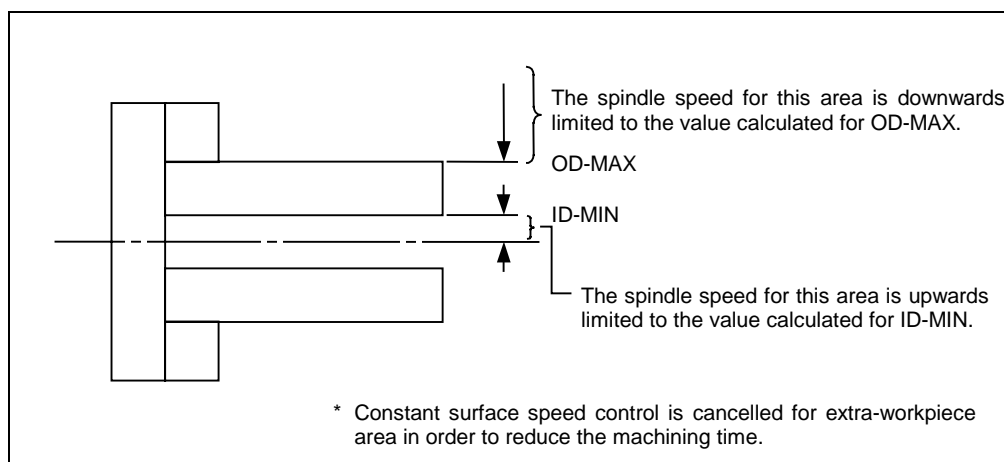 The spindle speed for this area is downwards
limited to the value calculated for OD-MAX.
OD-MAX
ID-MIN
The spindle speed for this area is upwards
limited to the value calculated for ID-MIN.
* Constant surface speed control is cancelled for extra-workpiece
area in order to reduce the machining time.